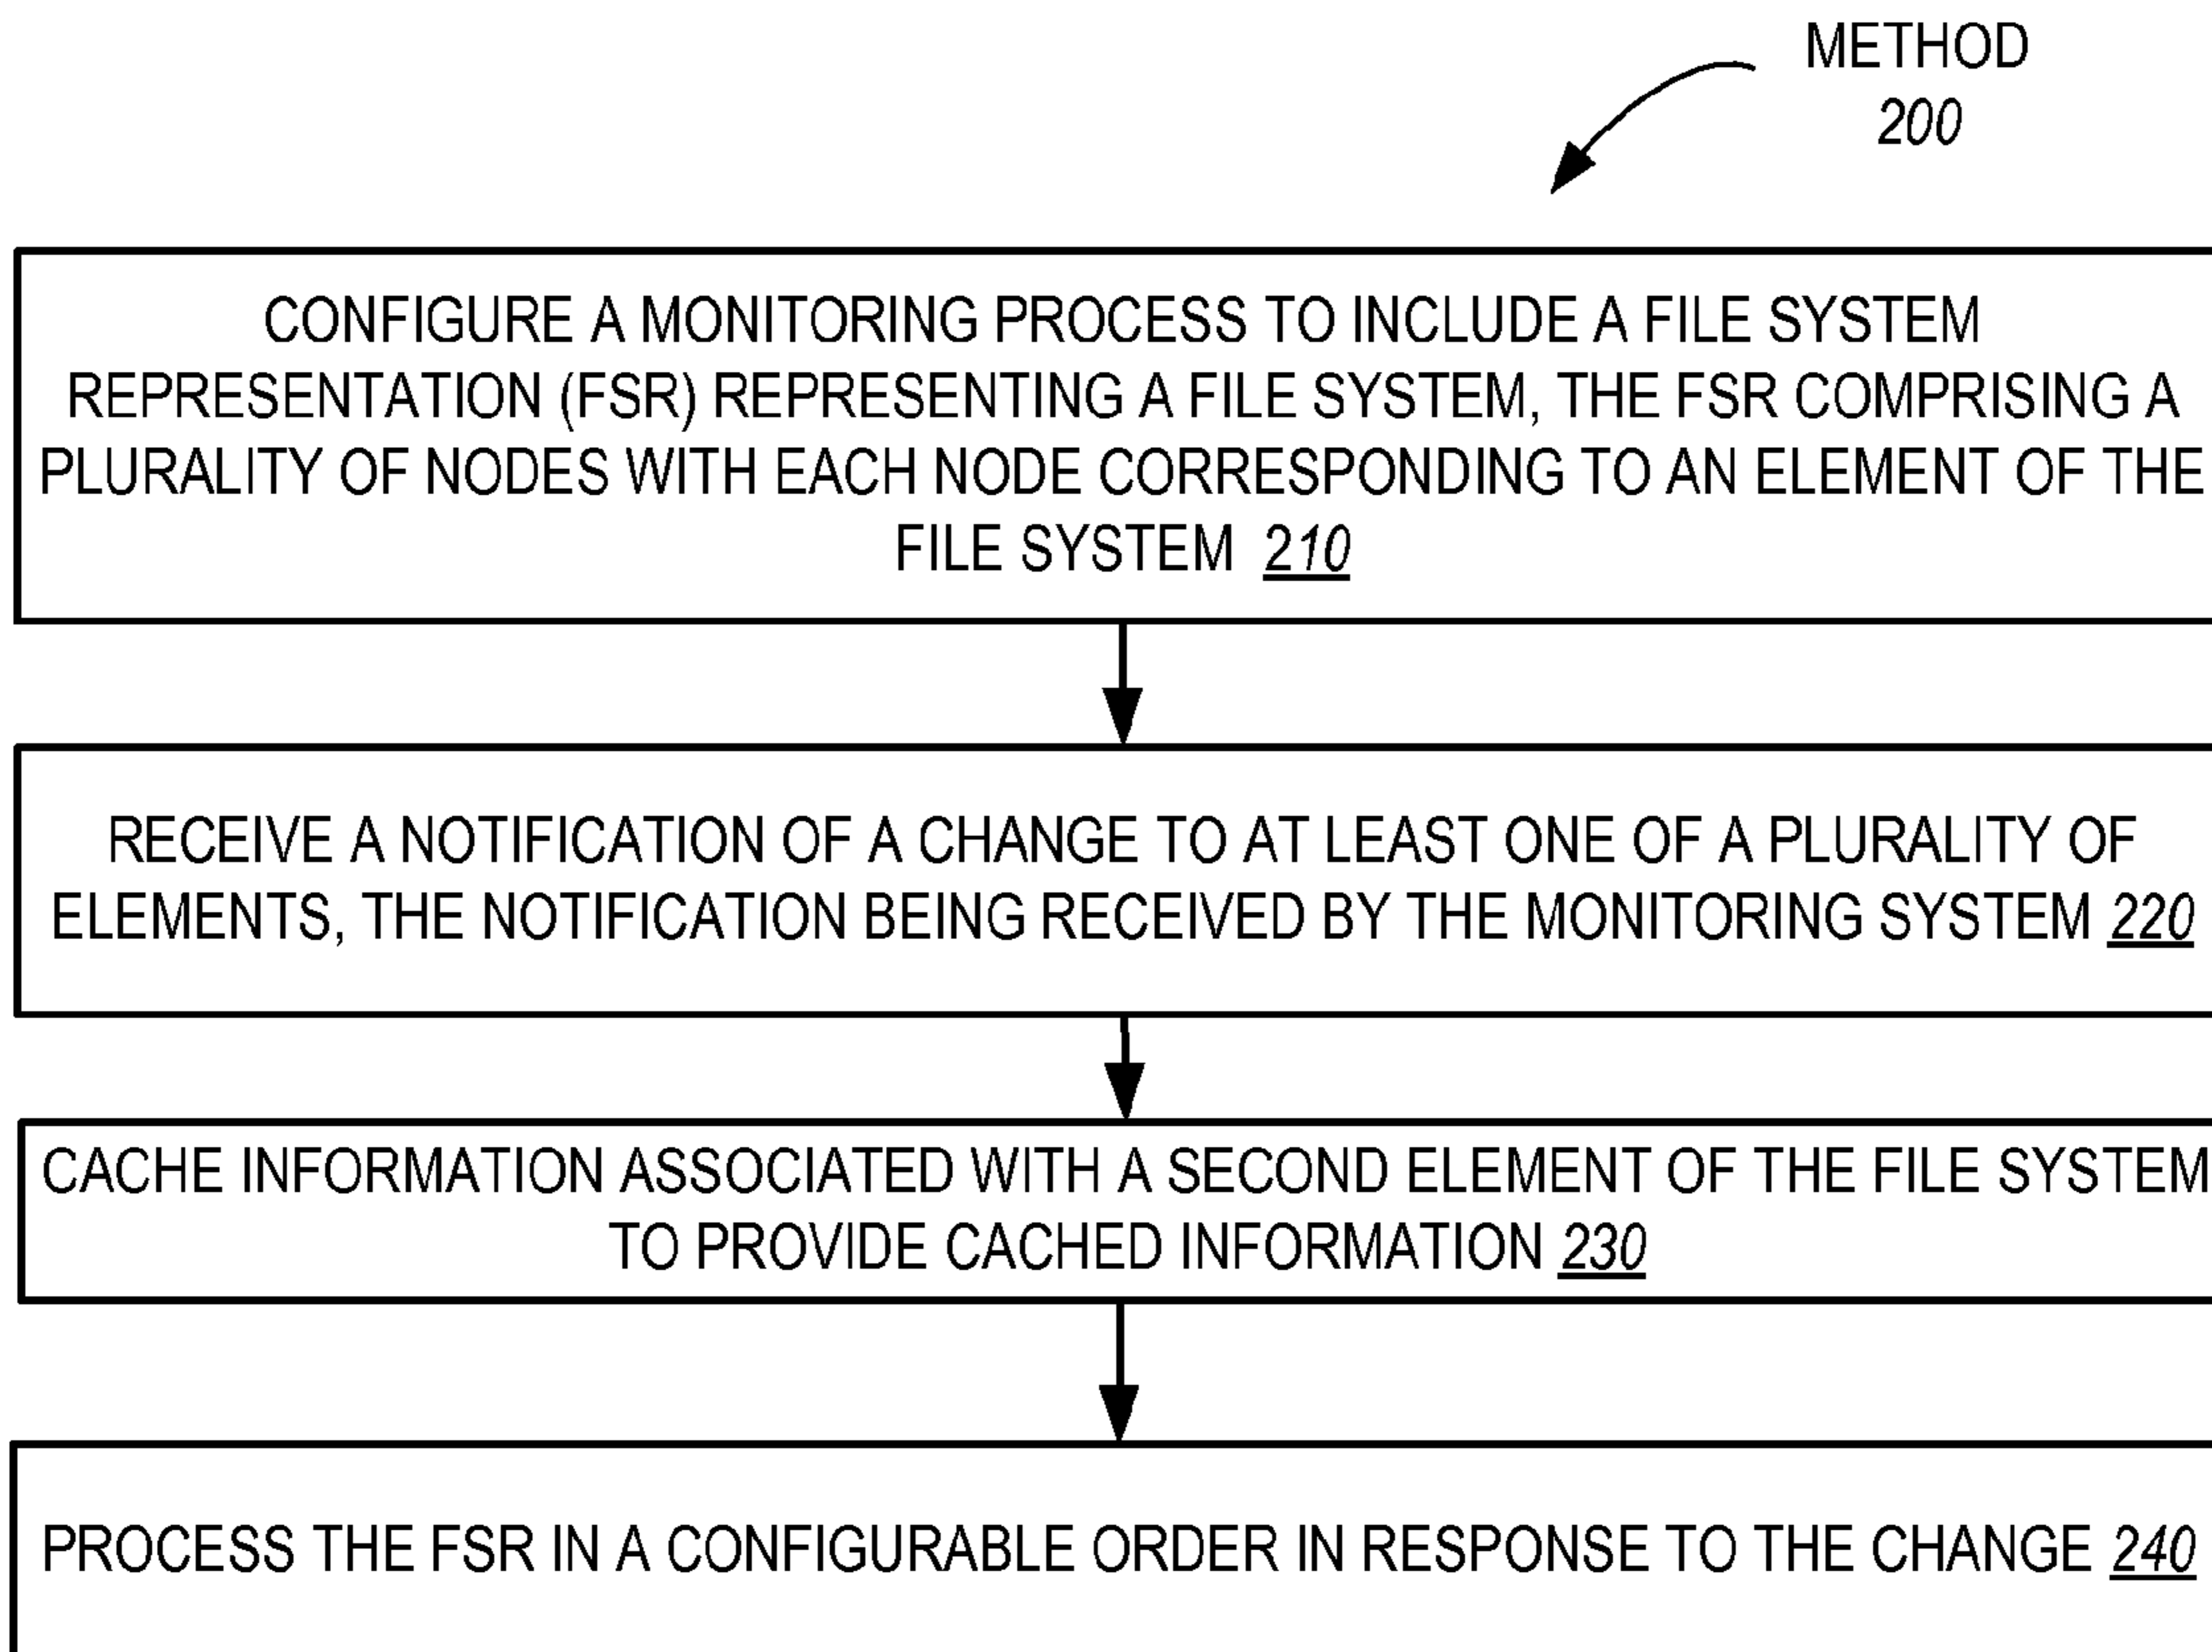 METHOD
200
CONFIGURE A MONITORING PROCESS TO INCLUDE A FILE SYSTEM
REPRESENTATION (FSR) REPRESENTING A FILE SYSTEM, THE FSR COMPRISING A
PLURALITY OF NODES WITH EACH NODE CORRESPONDING TO AN ELEMENT OF THE
FILE SYSTEM 210
RECEIVE A NOTIFICATION OF A CHANGE TO AT LEAST ONE OF A PLURALITY OF
ELEMENTS, THE NOTIFICATION BEING RECEIVED BY THE MONITORING SYSTEM 220
CACHE INFORMATION ASSOCIATED WITH A SECOND ELEMENT OF THE FILE SYSTEM
TO PROVIDE CACHED INFORMATION 230
PROCESS THE FSR IN A CONFIGURABLE ORDER IN RESPONSE TO THE CHANGE 240